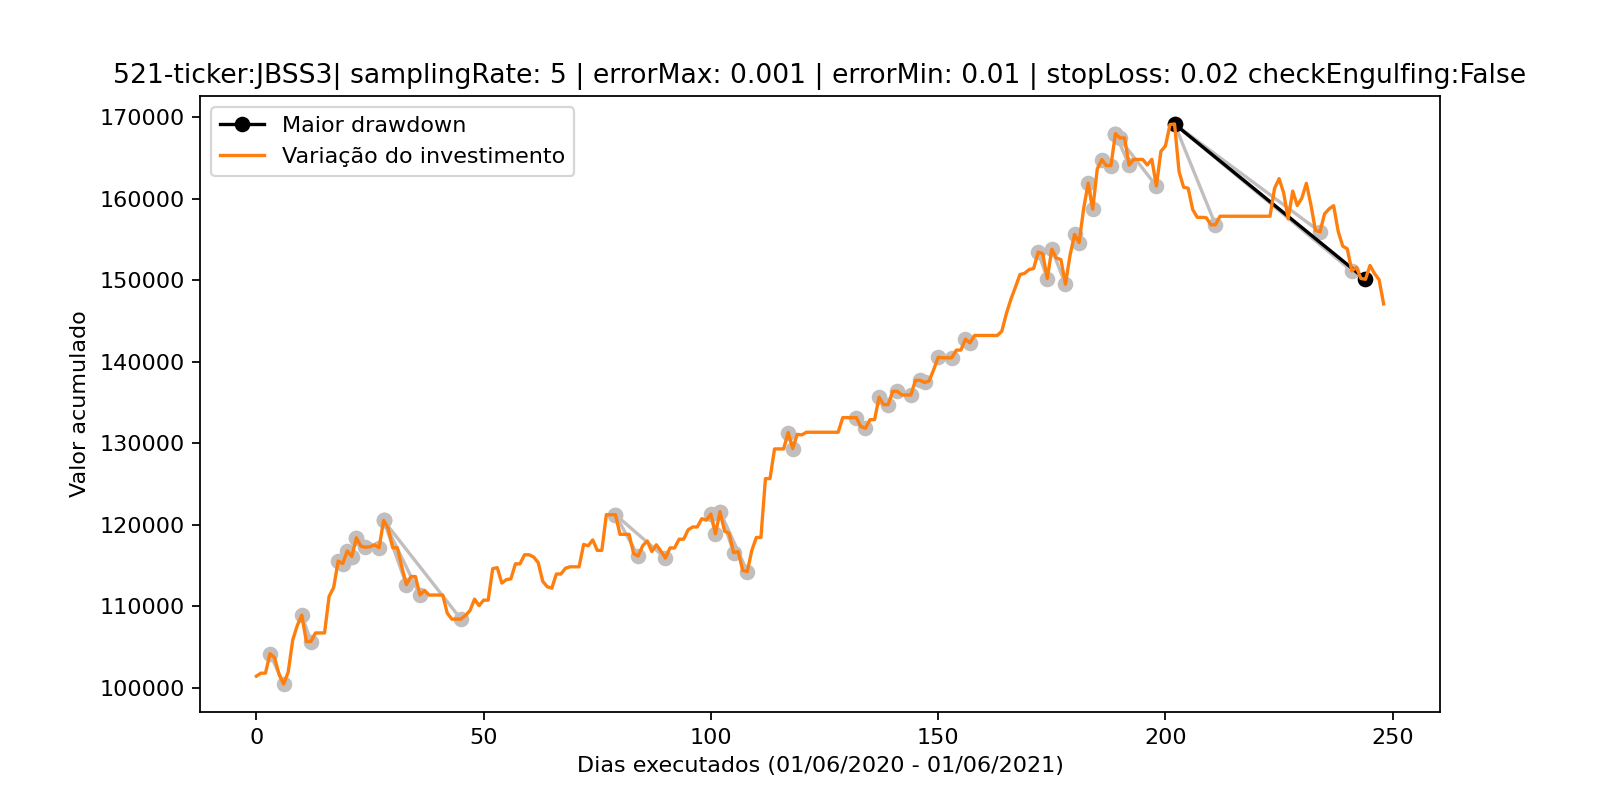 521-ticker:JBSS3| samplingRate: 5 | errorMax: 0.001 | errorMin: 0.01 | stopLoss: 0.02 checkEngulfing:False
Maior drawdown
Variação do investimento
170000
160000
150000
140000
130000
120000
110000
100000
Valor acumulado
0 50 100 150 200 250
Dias executados (01/06/2020 - 01/06/2021)